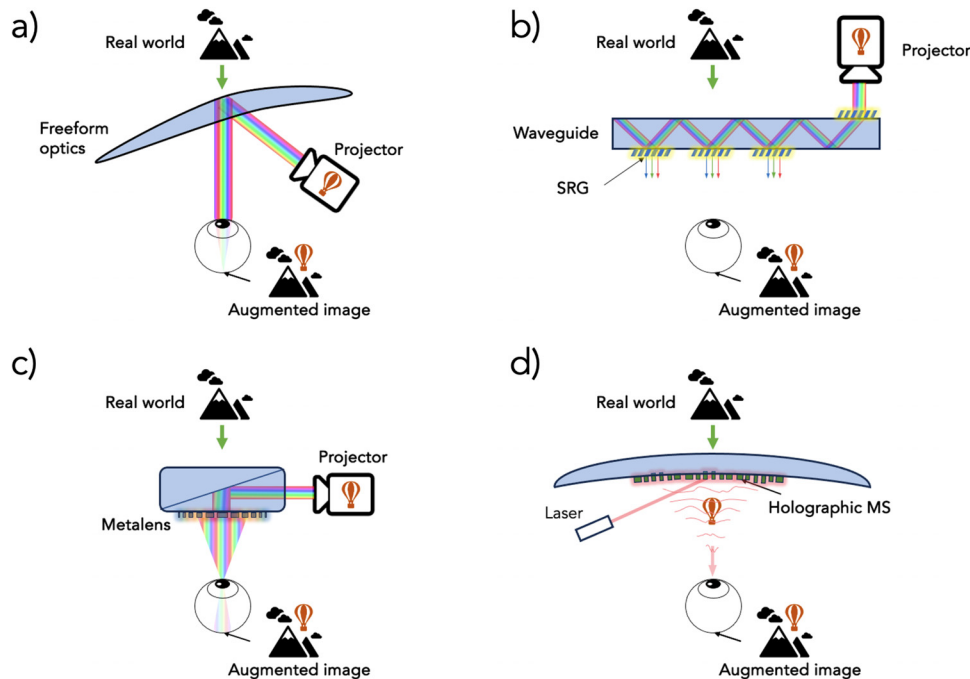 a)
Real world
Freeform
optics
Projector
Augmented image
b)
Real world
Projector
Waveguide
SRG
Augmented image
c)
Real world
Projector
Metalens
Augmented image
d)
Real world
Laser
Holographic MS
Augmented image